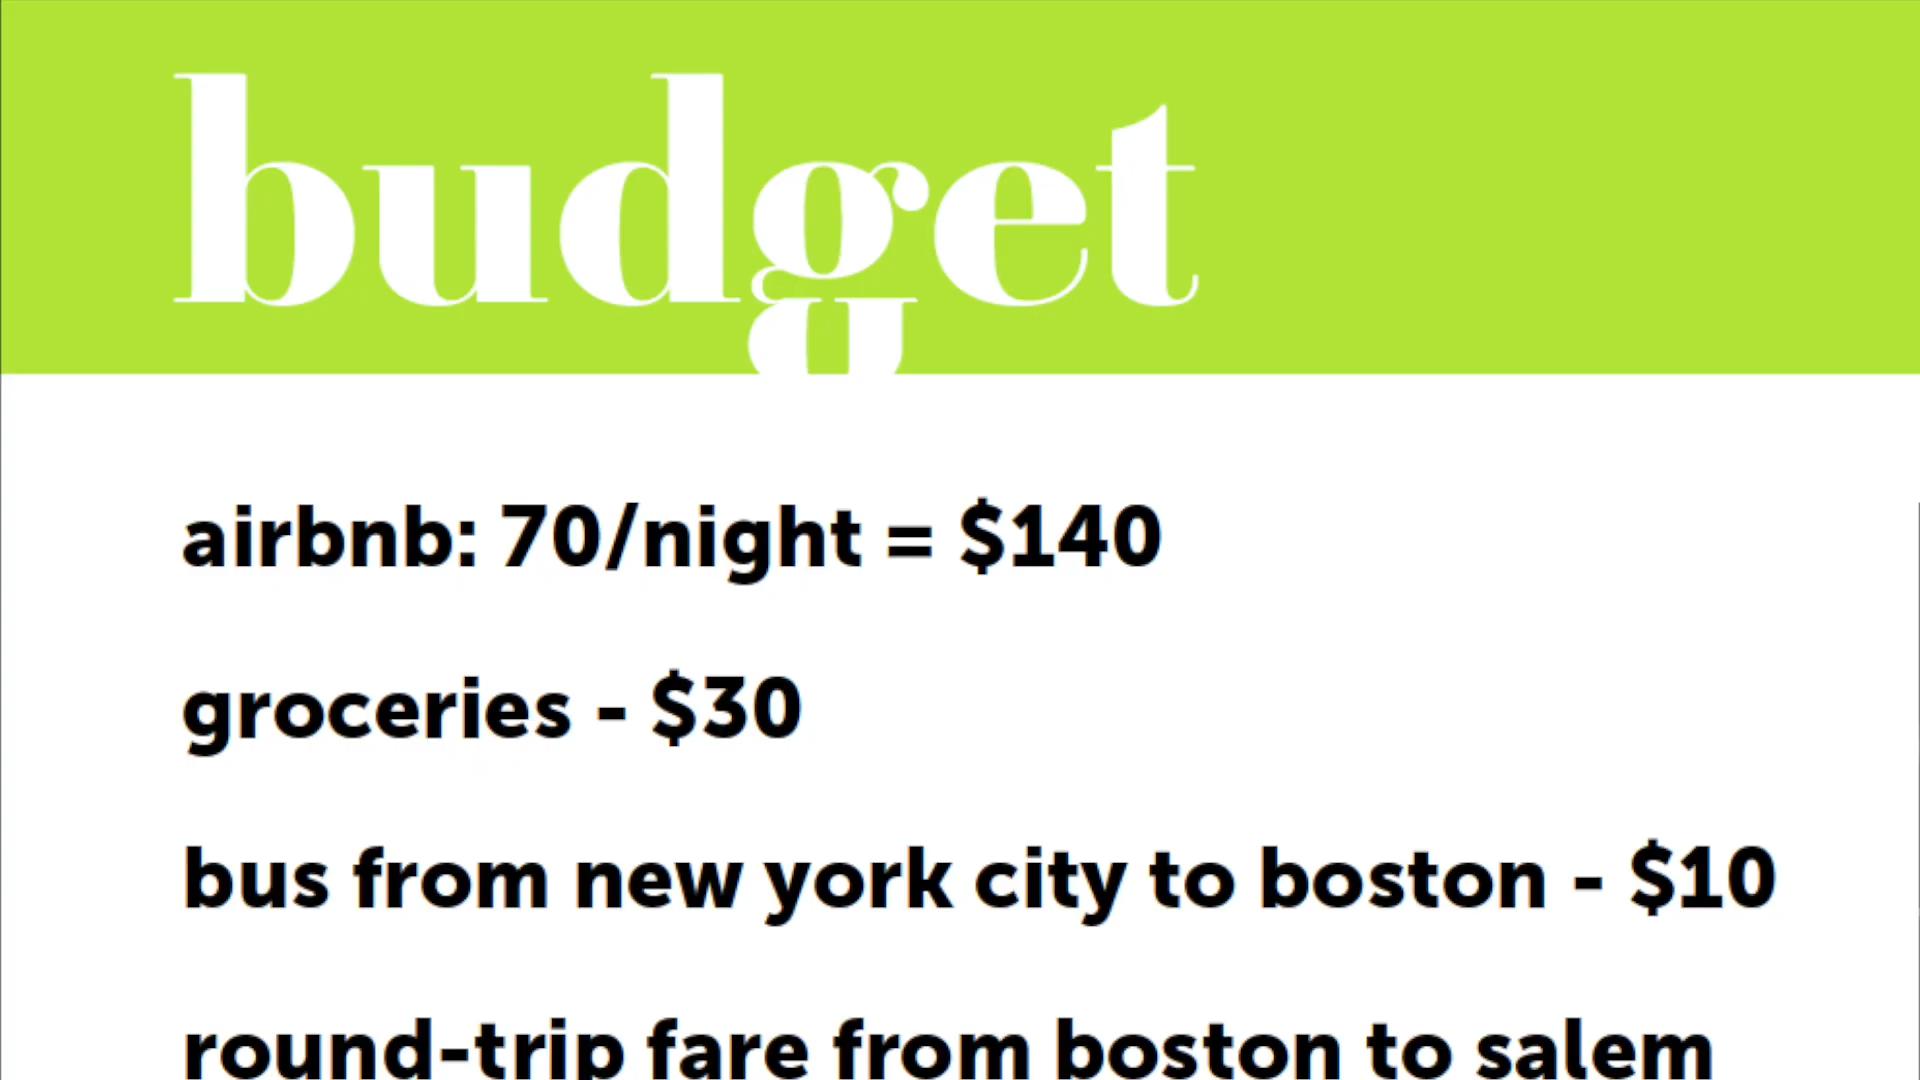 budget
airbnb: 70/night = $140
groceries - $30
bus from new york city to boston - $10
round-trip fare from boston to salem